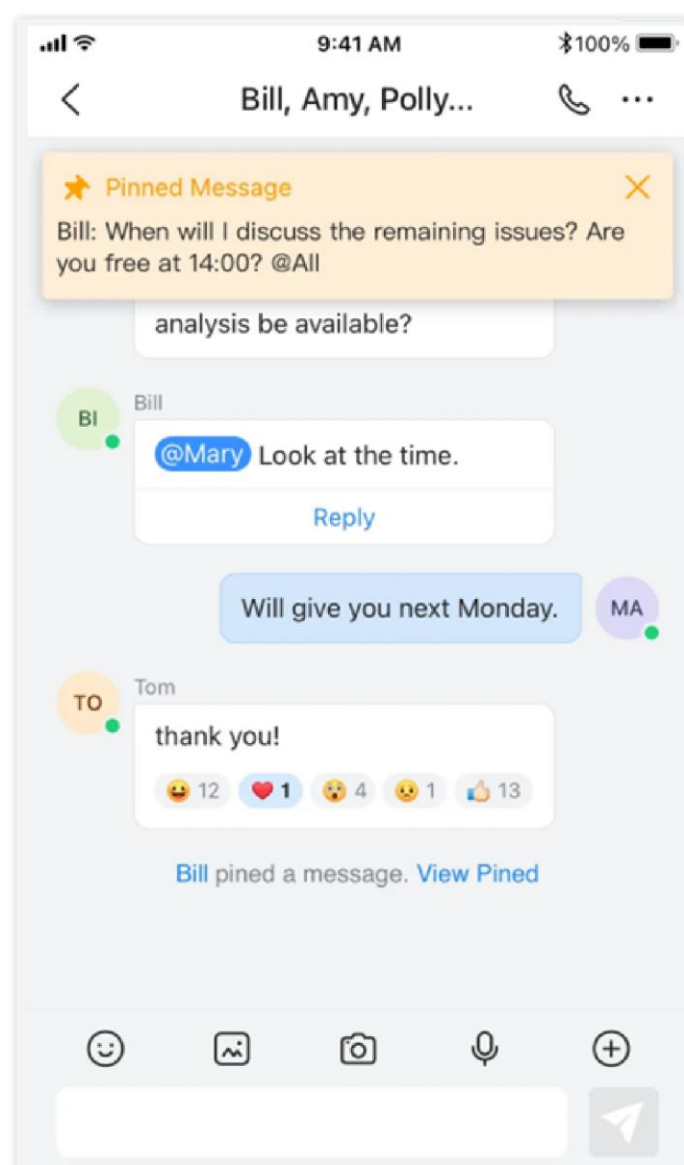 9:41 AM
100%
Bill, Amy, Polly...
Pinned Message
Bill: When will I discuss the remaining issues? Are
you free at 14:00? @All
analysis be available?
BI
Bill
@Mary Look at the time.
Reply
Will give you next Monday.
MA
TO
Tom
thank you!
12
1
4
1
13
Bill pined a message. View Pined